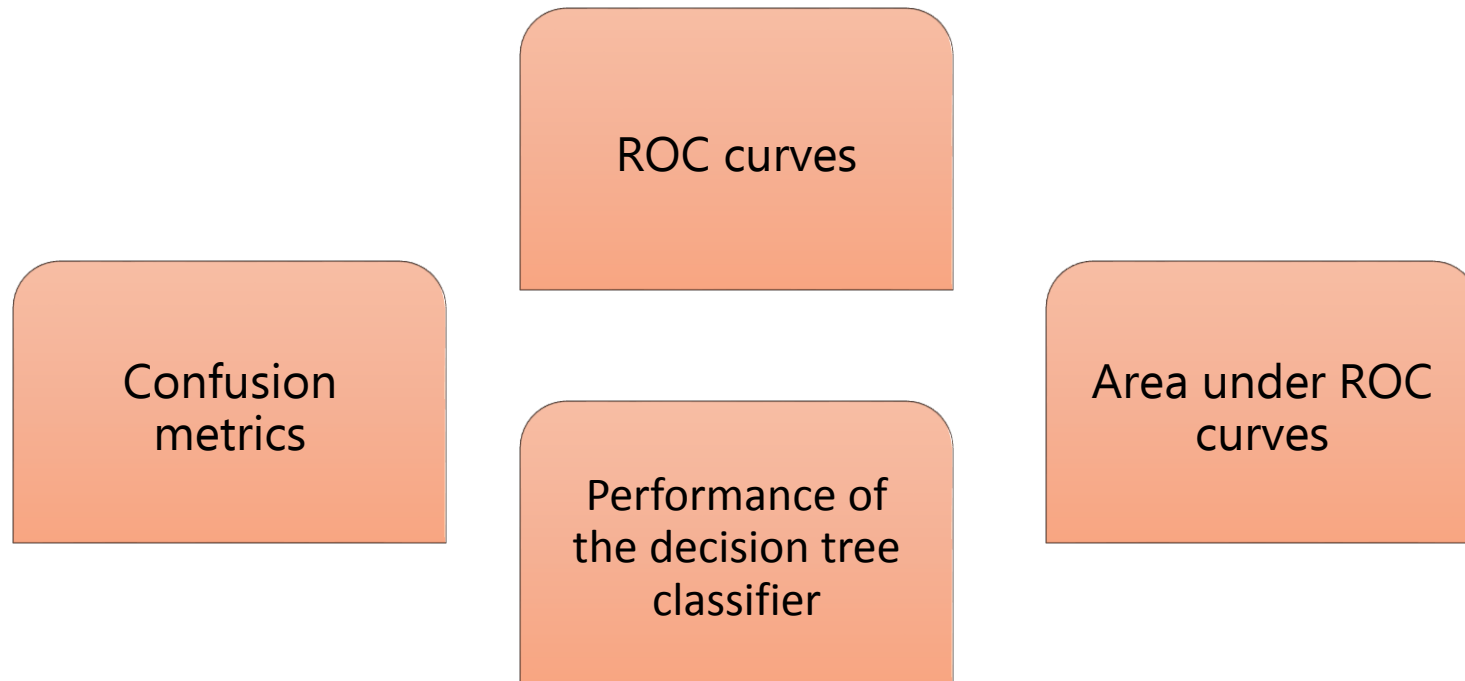 ROC curves
Confusion
metrics
Area under ROC
curves
Performance of
the decision tree
classifier